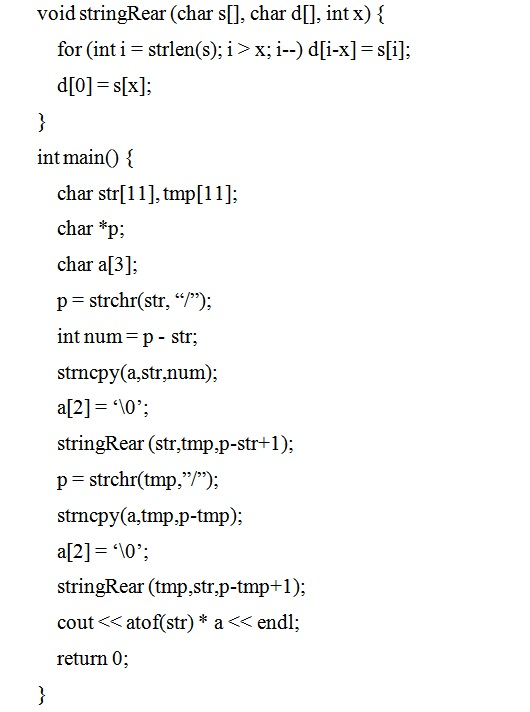 void stringRear (char s[], char d[], int x) {
for (int i = strlen(s); i > x; i--) d[i-x] = s[i];
d[0] = s[x];
}
int main() {
char str[11], tmp[11];
char *p;
char a[3];
p = strchr(str, “/”);
int num = p - str;
strncpy(a,str,num);
a[2] = ‘\0’;
stringRear (str,tmp,p-str+1);
p = strchr(tmp,”/”);
strncpy(a,tmp,p-tmp);
a[2] = ‘\0’;
stringRear (tmp,str,p-tmp+1);
cout << atof(str) * a << endl;
return 0;
}